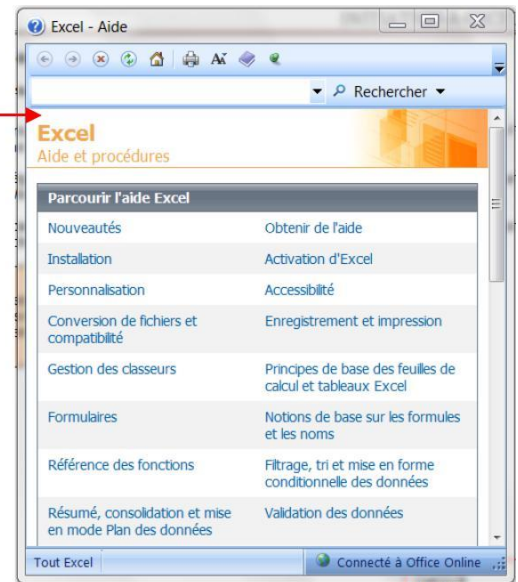 Excel - Aide
Rechercher
Excel
Aide et procédures
Parcourir l'aide Excel
Nouveautés
Obtenir de l'aide
Installation
Activation d'Excel
Personnalisation
Accessibilité
Conversion de fichiers et
compatibilité
Enregistrement et impression
Gestion des classeurs
Principes de base des feuilles de
calcul et tableaux Excel
Formulaires
Notions de base sur les formules
et les noms
Référence des fonctions
Filtrage, tri et mise en forme
conditionnelle des données
Résumé, consolidation et mise
en mode Plan des données
Validation des données
Tout Excel
Connecté à Office Online